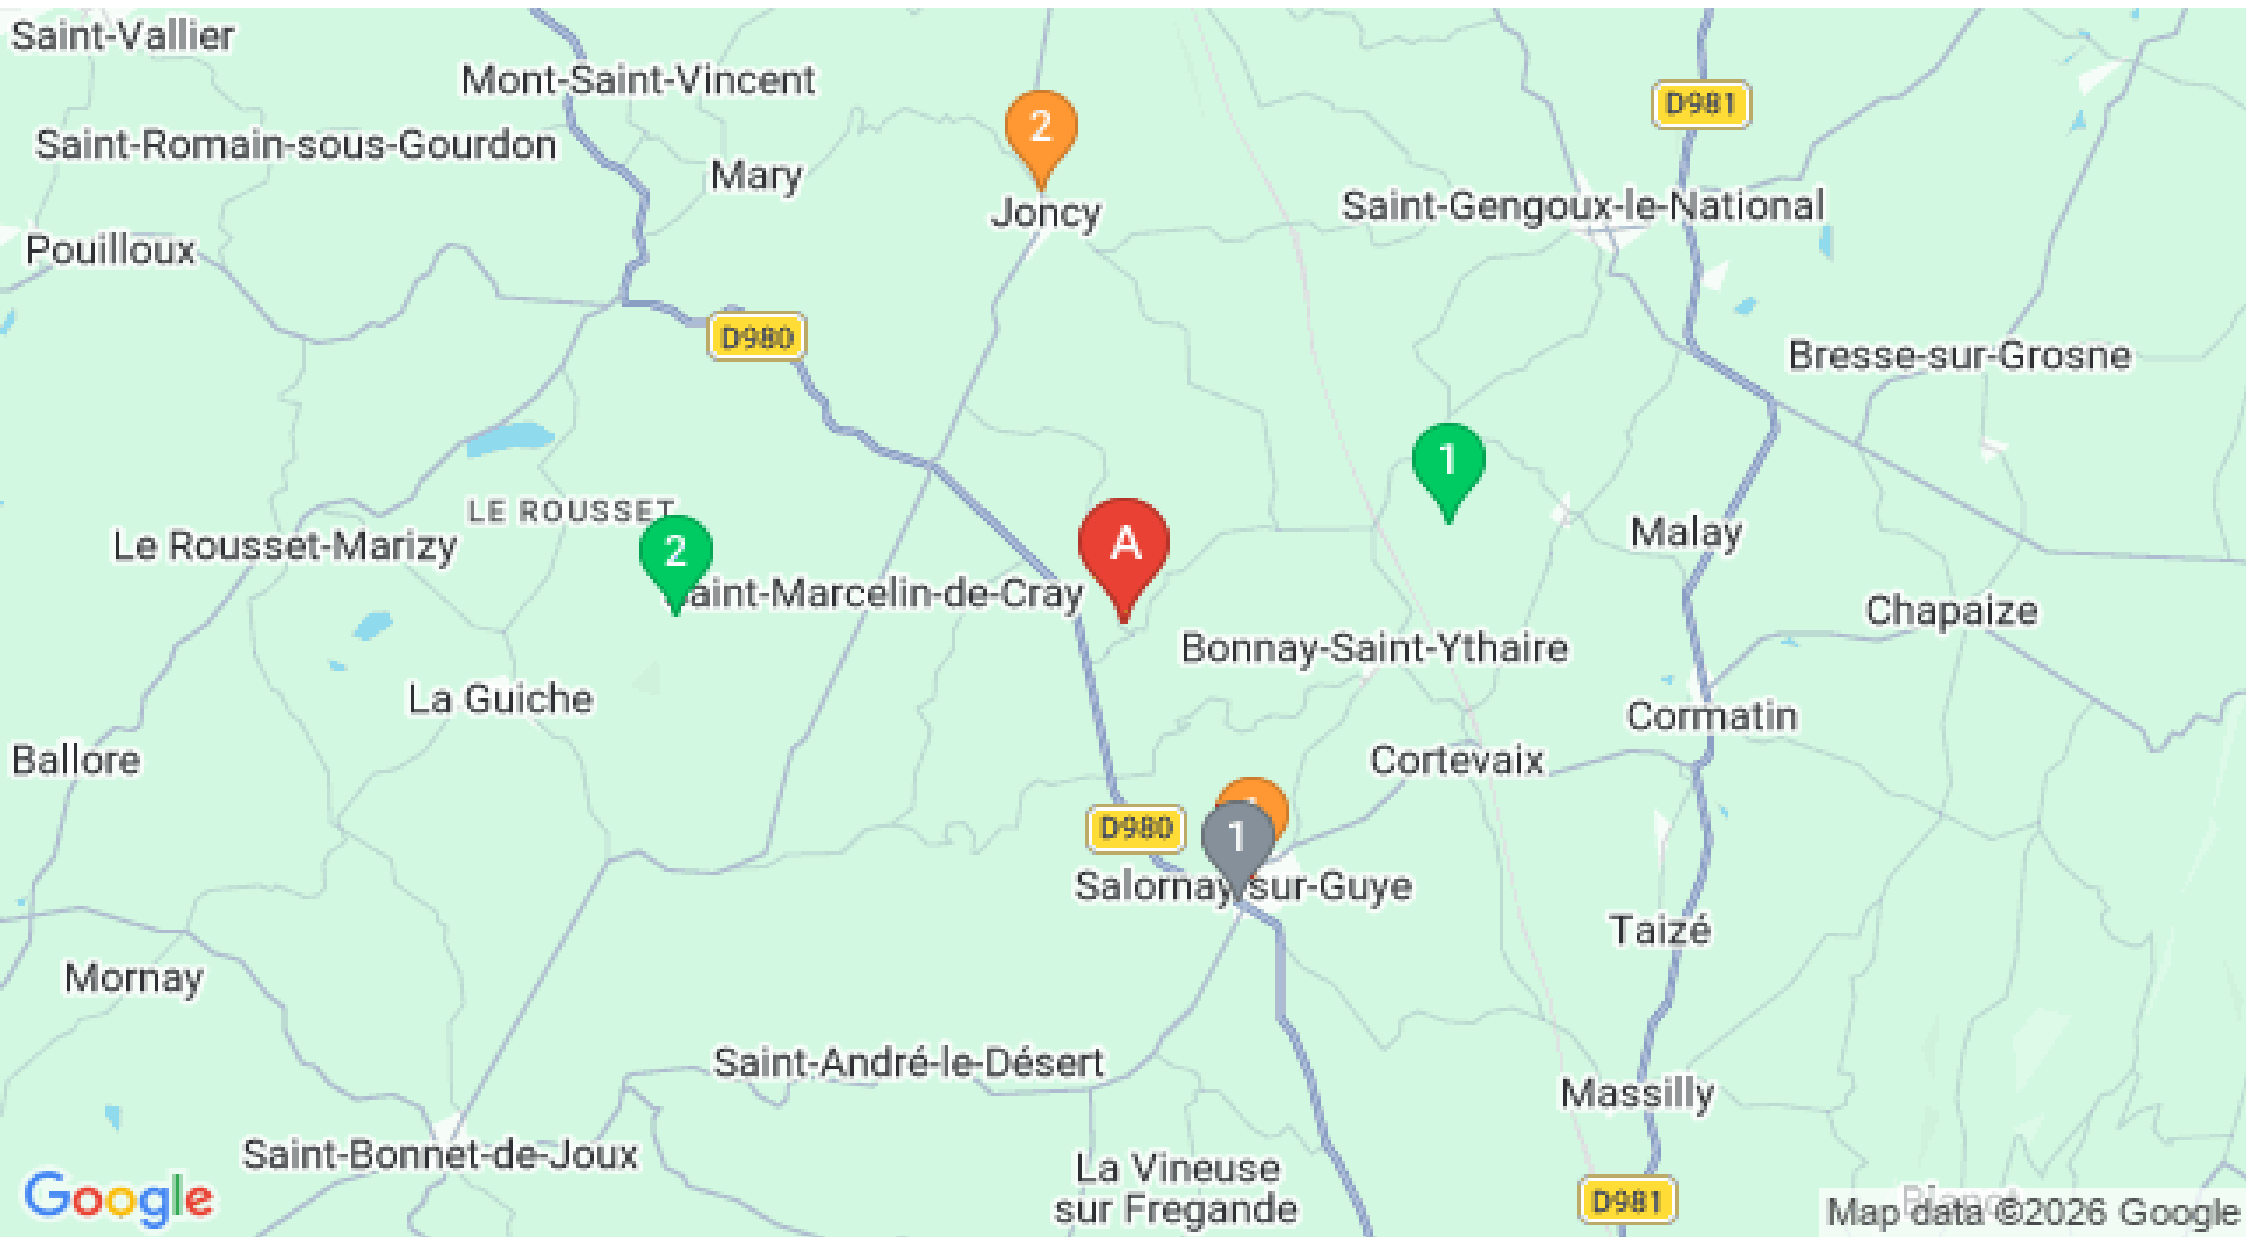 Saint-Vallier
Mont-Saint-Vincent
D981
2
Saint-Romain-sous-Gourdon
Mary
Joncy
Saint-Gengoux-le-National
Pouilloux
D980
Bresse-sur-Grosne
1
LE ROUSSET
Le Rousset-Marizy
2
A
Malay
Saint-Marcelin-de-Cray
Chapaize
Bonnay-Saint-Ythaire
La Guiche
Cormatin
Ballore
Cortevaix
D980
1
Salornay-sur-Guye
Taizé
Mornay
Saint-André-le-Désert
Massilly
Saint-Bonnet-de-Joux
La Vineuse
sur Fregande
Google
D981
Map data ©2026 Google